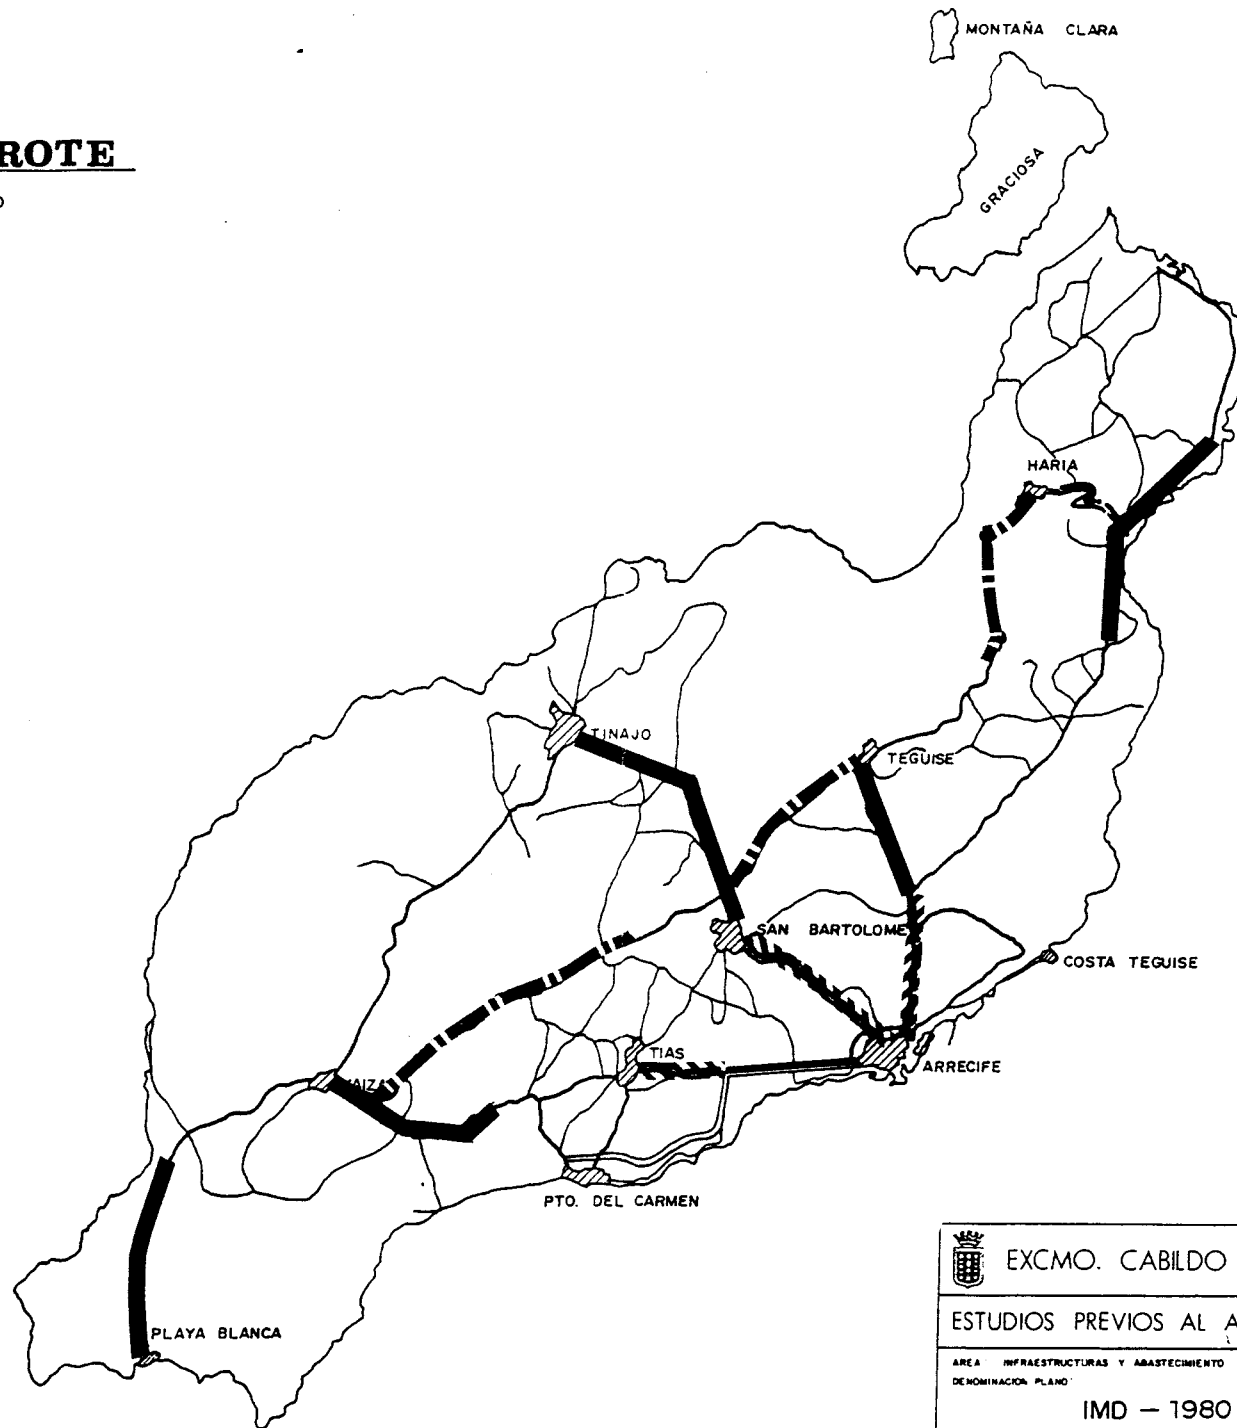 MONTAÑA CLARA
GRACIOSA
ROTE
HARIA
TINAJO
TEGUISE
SAN BARTOLOME
COSTA TEGUISE
TIAS
ARRECIFE
PTO. DEL CARMEN
PLAYA BLANCA
EXCMO. CABILDO
ESTUDIOS PREVIOS AL A
AREA INFRAESTRUCTURAS Y ABASTECIMIENTO
DENOMINACION PLANO
IMD — 1980